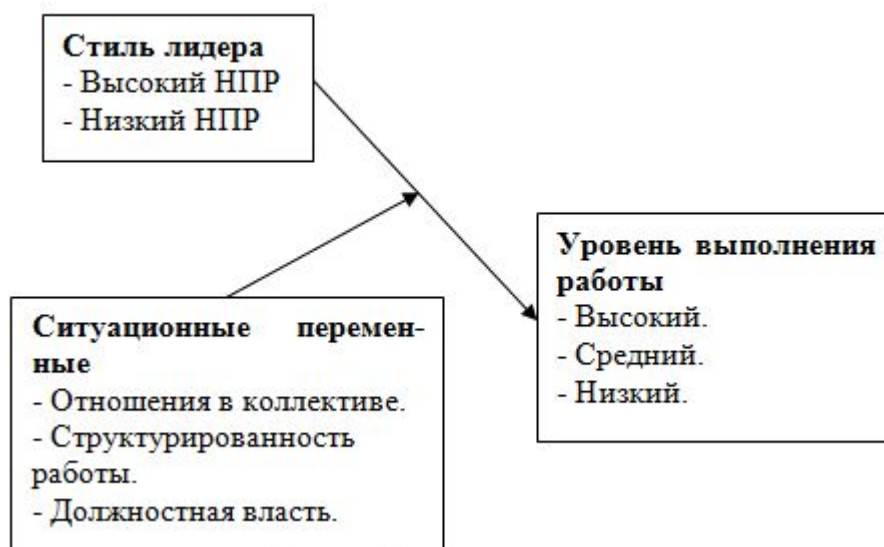 Стиль лидера
- Высокий НПР
- Низкий НПР
Уровень выполнения
работы
- Высокий.
- Средний.
- Низкий.
Ситуационные перемен-
ные
- Отношения в коллективе.
- Структурированность
работы.
- Должностная власть.